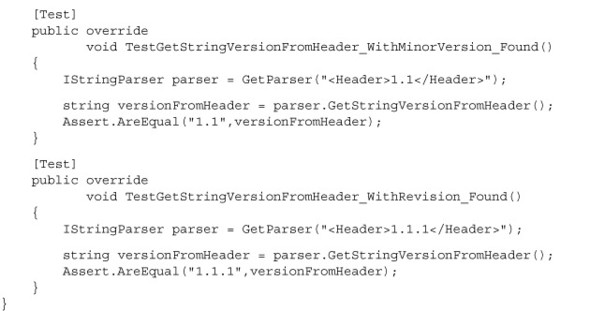 [Test]
public override
void TestGetStringVersionFromHeader_WithMinorVersion_Found()
{
IStringParser parser = GetParser("<Header>1.1</Header>");
string versionFromHeader = parser.GetStringVersionFromHeader();
Assert.AreEqual("1.1",versionFromHeader);
}
[Test]
public override
void TestGetStringVersionFromHeader_WithRevision_Found()
{
IStringParser parser = GetParser("<Header>1.1.1</Header>");
string versionFromHeader = parser.GetStringVersionFromHeader();
Assert.AreEqual("1.1.1",versionFromHeader);
}
}